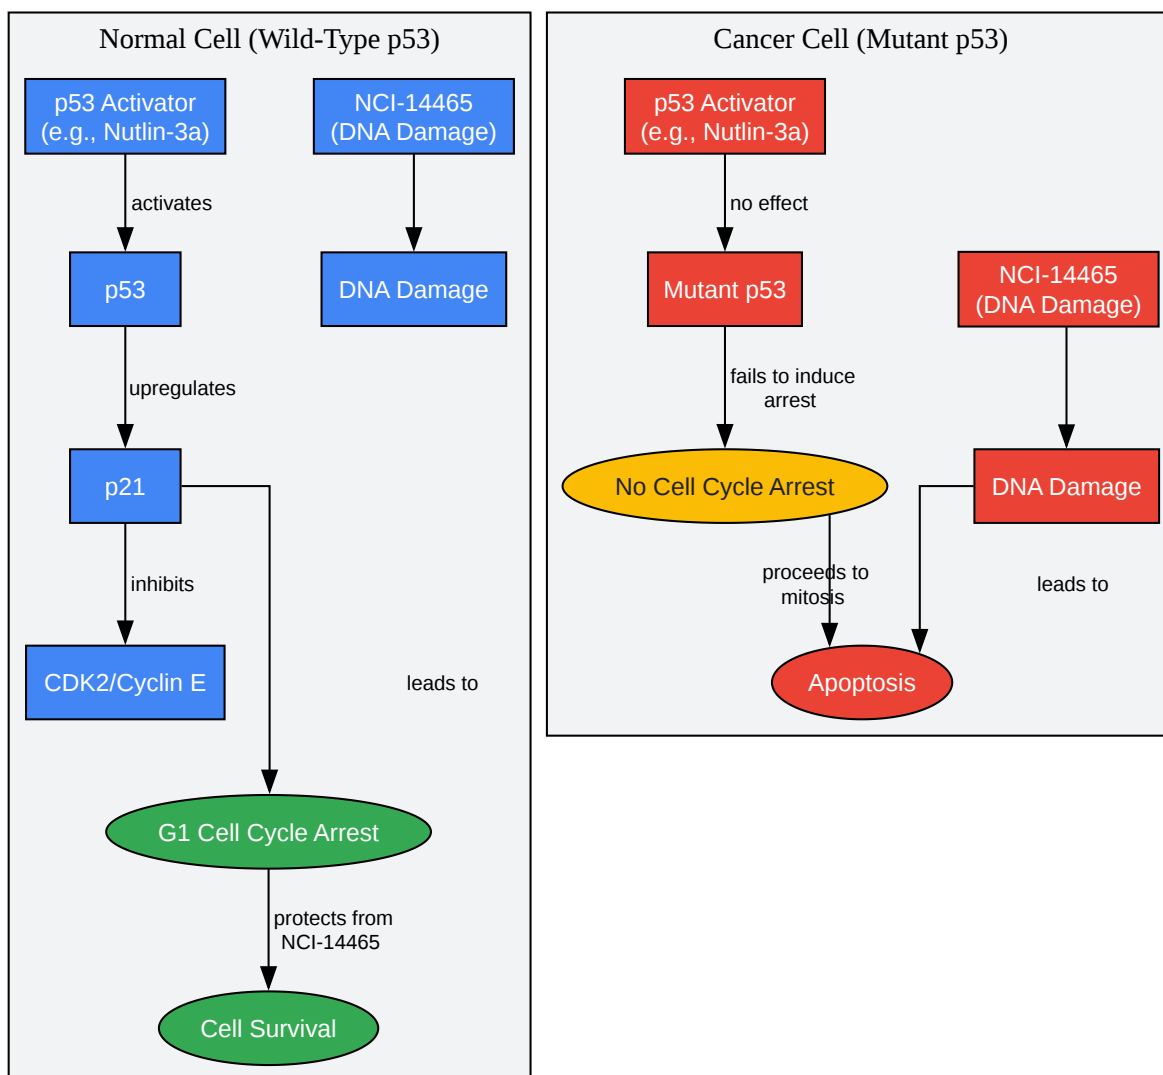 Normal Cell (Wild-Type p53)
p53 Activator
(e.g., Nutlin-3a)
NCI-14465
(DNA Damage)
activates
p53
DNA Damage
upregulates
p21
inhibits
CDK2/Cyclin E
leads to
G1 Cell Cycle Arrest
protects from
NCI-14465
Cell Survival
Cancer Cell (Mutant p53)
p53 Activator
(e.g., Nutlin-3a)
no effect
Mutant p53
NCI-14465
(DNA Damage)
fails to induce
arrest
No Cell Cycle Arrest
DNA Damage
proceeds to
mitosis
leads to
Apoptosis